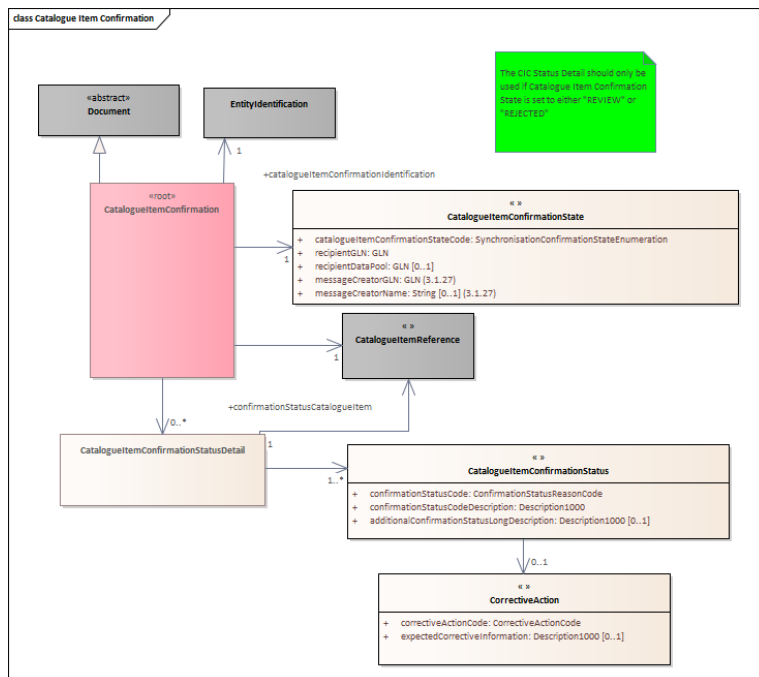 class Catalogue Item Confirmation
The CIC Status Detail should only be
used if Catalogue Item Confirmation
State is set to either "REVIEW" or
"REJECTED"
«abstract»
Document
EntityIdentification
1
+catalogueItemConfirmationIdentification
«root»
CatalogueItemConfirmation
« »
CatalogueItemConfirmationState
+ catalogueItemConfirmationStateCode: SynchronisationConfirmationStateEnumeration
+ recipientGLN: GLN
+ recipientDataPool: GLN [0..1]
+ messageCreatorGLN: GLN (3.1.27)
+ messageCreatorName: String [0..1] (3.1.27)
1
« »
CatalogueItemReference
1
+confirmationStatusCatalogueItem
0..*
1
CatalogueItemConfirmationStatusDetail
« »
CatalogueItemConfirmationStatus
+ confirmationStatusCode: ConfirmationStatusReasonCode
+ confirmationStatusCodeDescription: Description1000
+ additionalConfirmationStatusLongDescription: Description1000 [0..1]
1..*
0..1
« »
CorrectiveAction
+ correctiveActionCode: CorrectiveActionCode
+ expectedCorrectiveInformation: Description1000 [0..1]